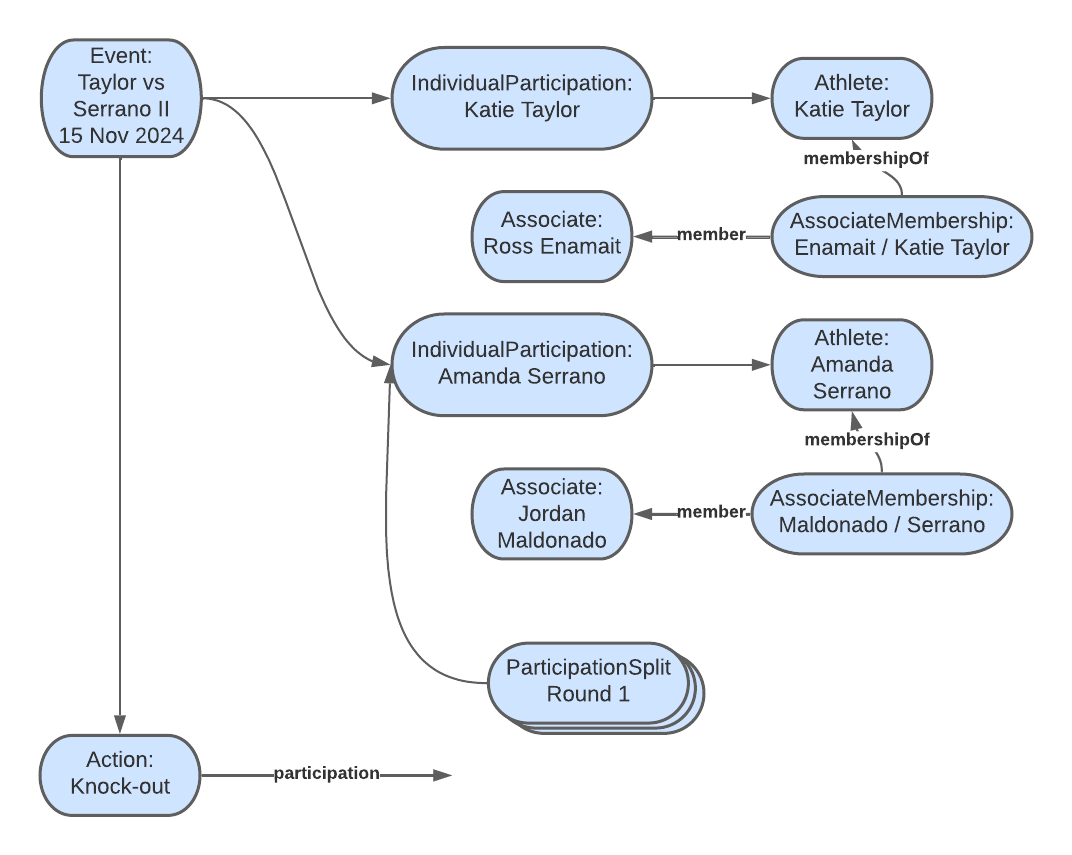 Event:
Taylor vs
Serrano II
15 Nov 2024
IndividualParticipation:
Katie Taylor
Athlete:
Katie Taylor
membershipOf
Associate:
Ross Enamait
member
AssociateMembership:
Enamait / Katie Taylor
IndividualParticipation:
Amanda Serrano
Athlete:
Amanda
Serrano
membershipOf
Associate:
Jordan
Maldonado
member
AssociateMembership:
Maldonado / Serrano
ParticipationSplit
Round 1
Action:
Knock-out
participation